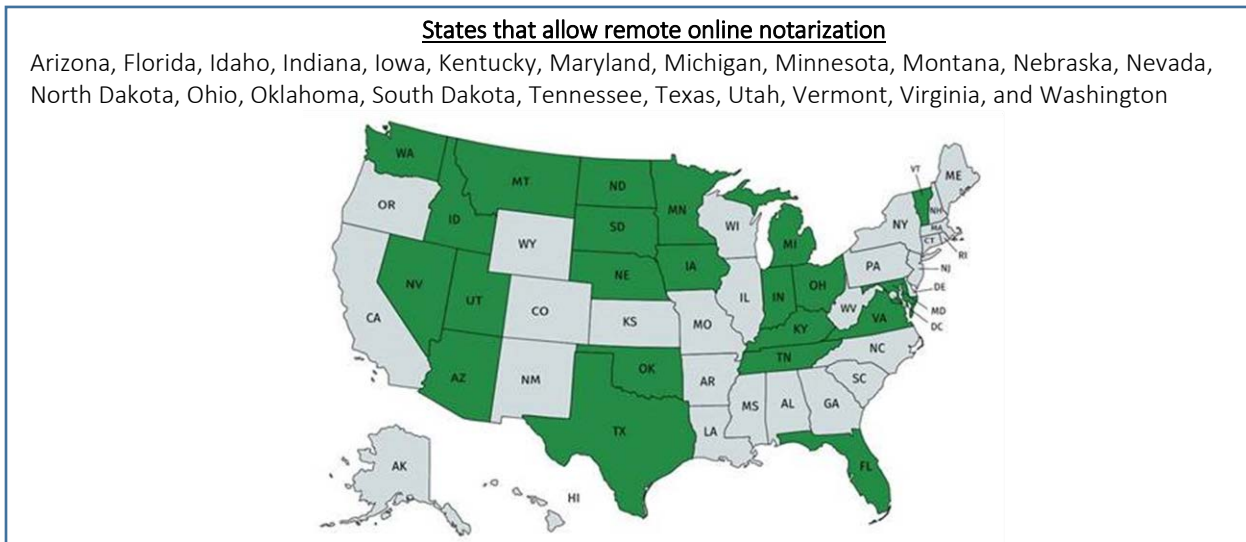 States that allow remote online notarization
Arizona, Florida, Idaho, Indiana, Iowa, Kentucky, Maryland, Michigan, Minnesota, Montana, Nebraska, Nevada,
North Dakota, Ohio, Oklahoma, South Dakota, Tennessee, Texas, Utah, Vermont, Virginia, and Washington
WA
MT
ND
MN
OR
ID
SD
WI
MI
VT
ME
NH
NY
MA
CT
RI
WY
NE
IA
PA
NJ
NV
UT
CO
KS
IL
IN
OH
DE
WV
MD
VA
DC
CA
MO
KY
AZ
NM
OK
AR
TN
NC
SC
TX
LA
MS
AL
GA
FL
AK
HI